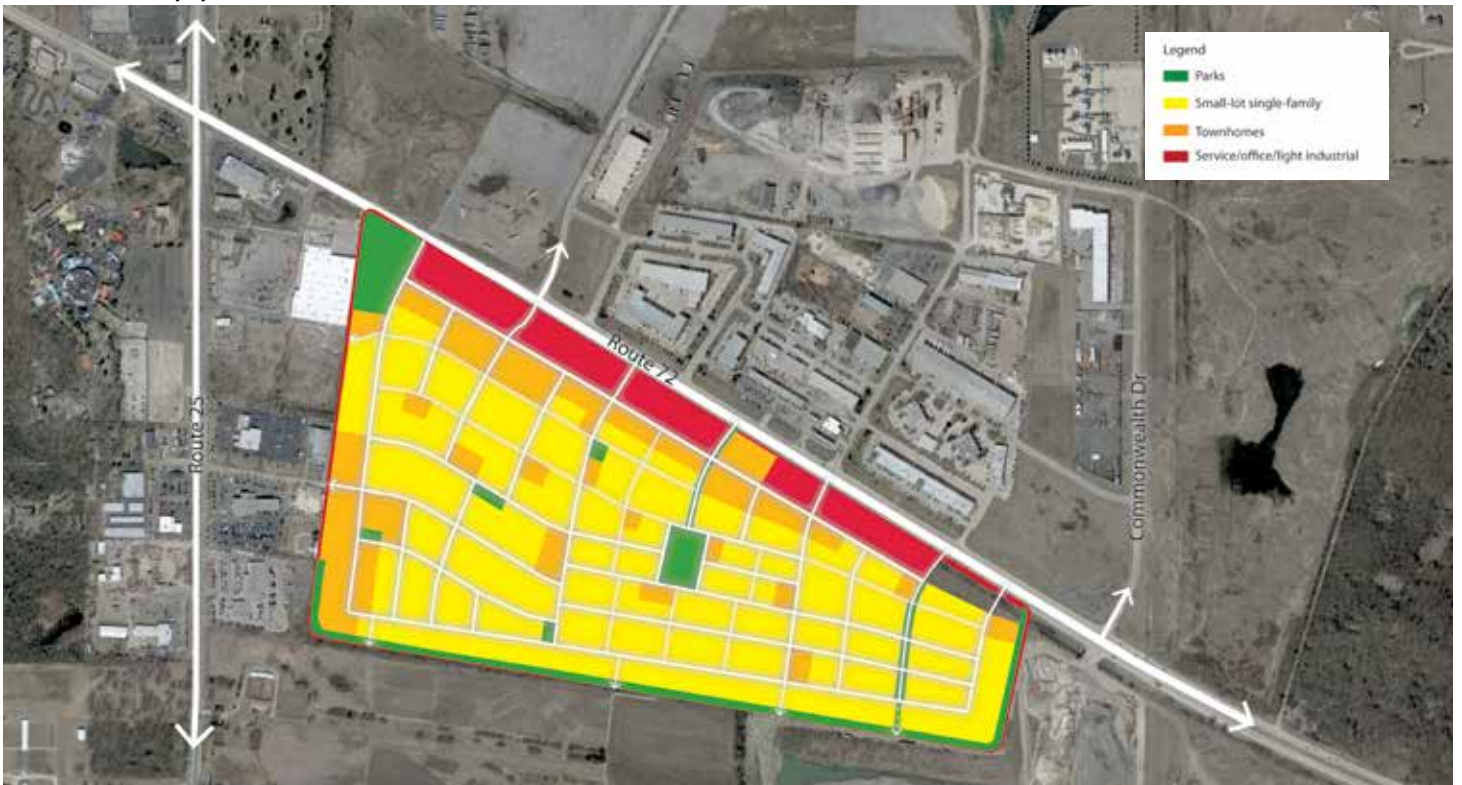 Legend
Parks
Small-lot single-family
Townhomes
Service/office/light industrial
Route 72
Route 25
Commonwealth Dr